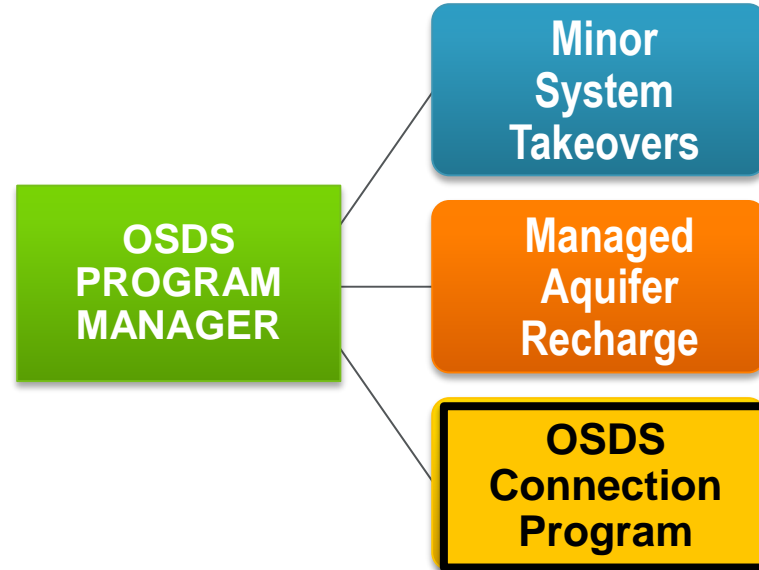 OSDS
PROGRAM
MANAGER
Minor
System
Takeovers
Managed
Aquifer
Recharge
OSDS
Connection
Program